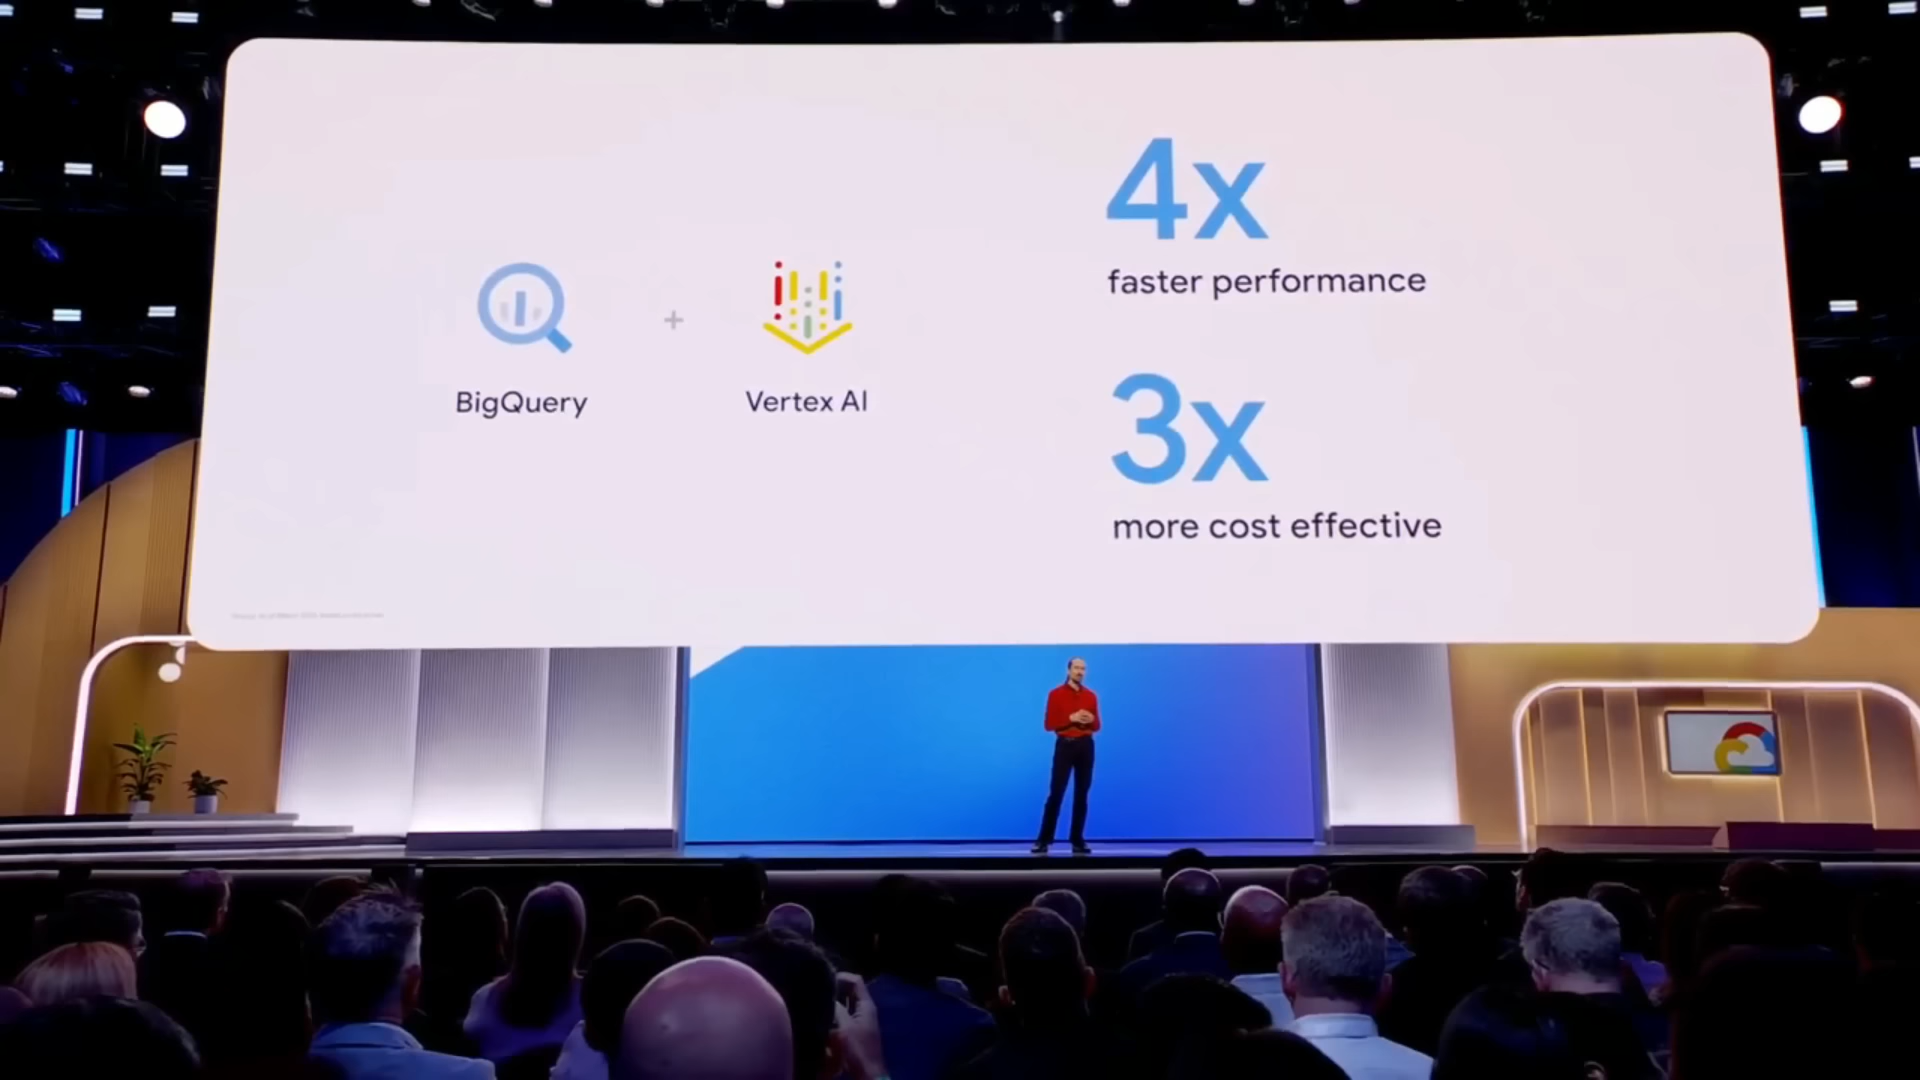 4x
faster performance
BigQuery
+
Vertex AI
3x
more cost effective